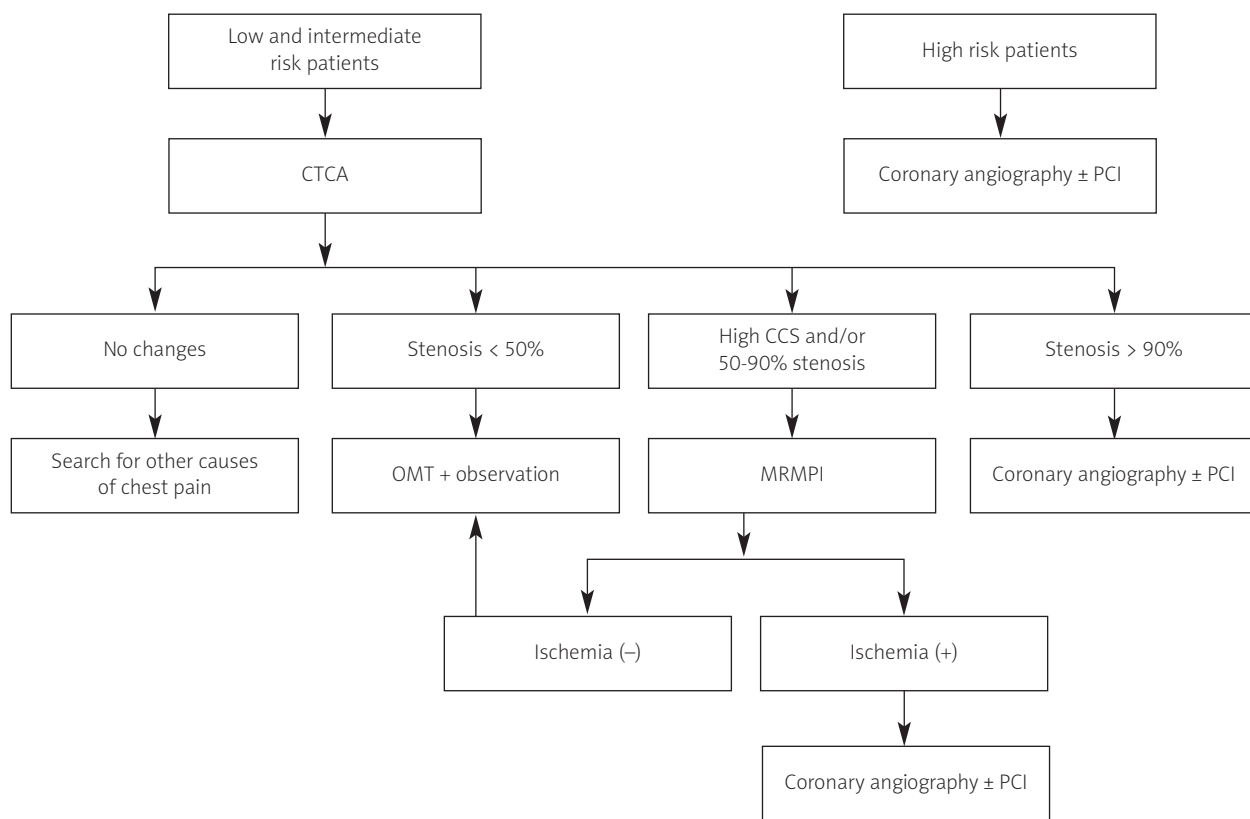 Low and intermediate
risk patients
High risk patients
CTCA
Coronary angiography ± PCI
No changes
Stenosis < 50%
High CCS and/or
50-90% stenosis
Stenosis > 90%
Search for other causes
of chest pain
OMT + observation
MRMPI
Coronary angiography ± PCI
Ischemia (–)
Ischemia (+)
Coronary angiography ± PCI